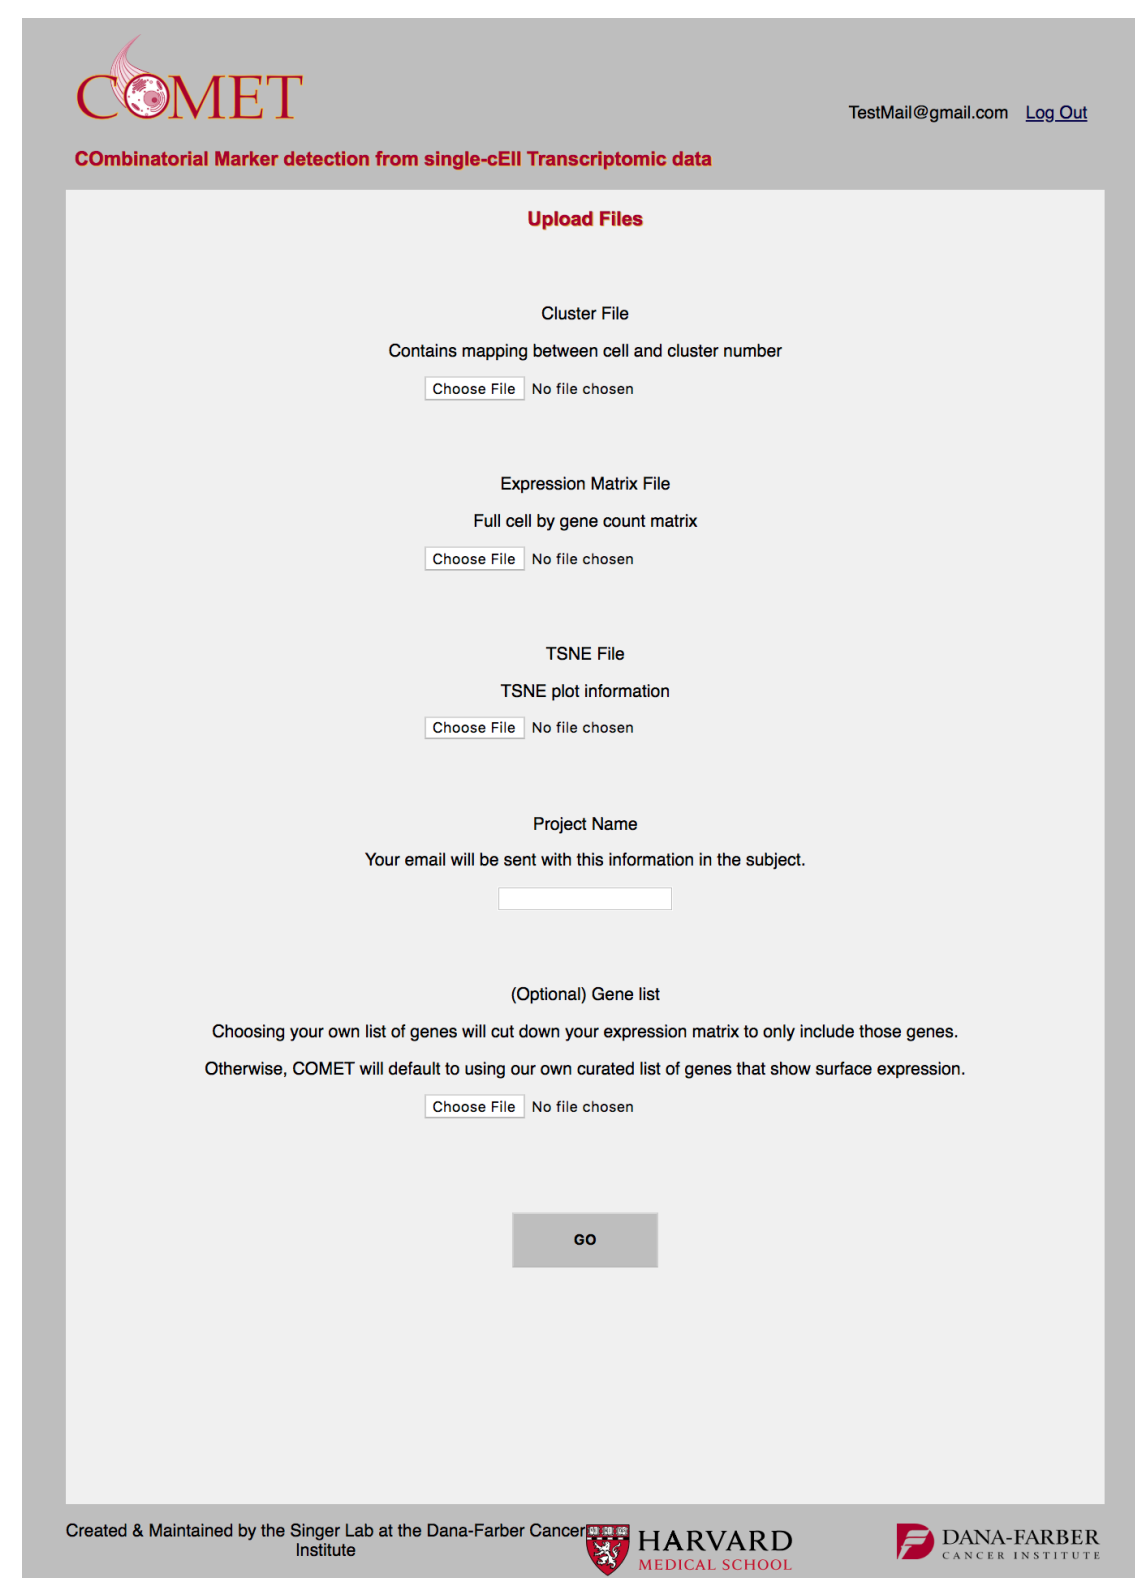 COMET
TestMail@gmail.com Log Out
COmbinatorial Marker detection from single-cEll Transcriptomic data
Upload Files
Cluster File
Contains mapping between cell and cluster number
Choose File No file chosen
Expression Matrix File
Full cell by gene count matrix
Choose File No file chosen
TSNE File
TSNE plot information
Choose File No file chosen
Project Name
Your email will be sent with this information in the subject.
(Optional) Gene list
Choosing your own list of genes will cut down your expression matrix to only include those genes.
Otherwise, COMET will default to using our own curated list of genes that show surface expression.
Choose File No file chosen
GO
Created & Maintained by the Singer Lab at the Dana-Farber Cancer
Institute
HARVARD
MEDICAL SCHOOL
DANA-FARBER
CANCER INSTITUTE